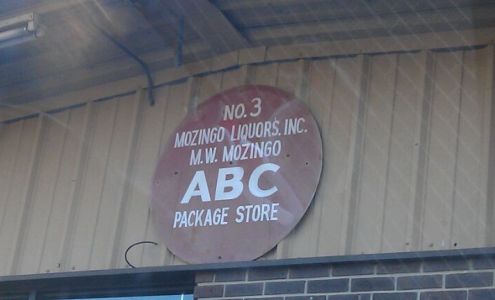 NO. 3
MOZINGO LIQUORS. INC.
M.W. MOZINGO
ABC
PACKAGE STORE